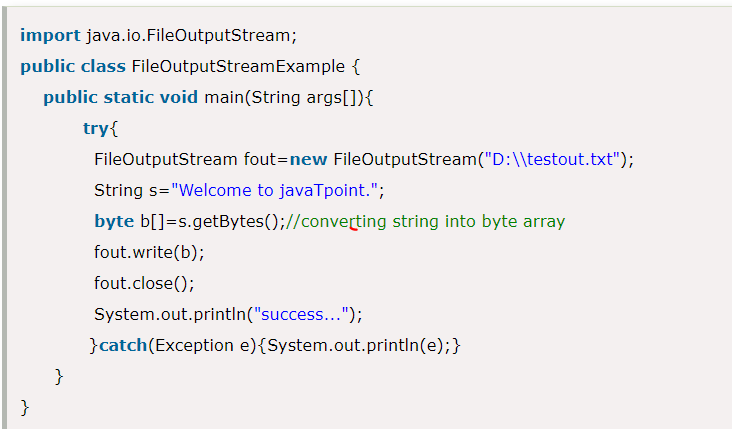 import java.io.FileOutputStream;
public class FileOutputStreamExample {
public static void main(String args[]){
try{
FileOutputStream fout=new FileOutputStream("D:\\testout.txt");
String s="Welcome to javaTpoint.";
byte b[]=s.getBytes();//converting string into byte array
fout.write(b);
fout.close();
System.out.println("success...");
}catch(Exception e){System.out.println(e);}
}
}